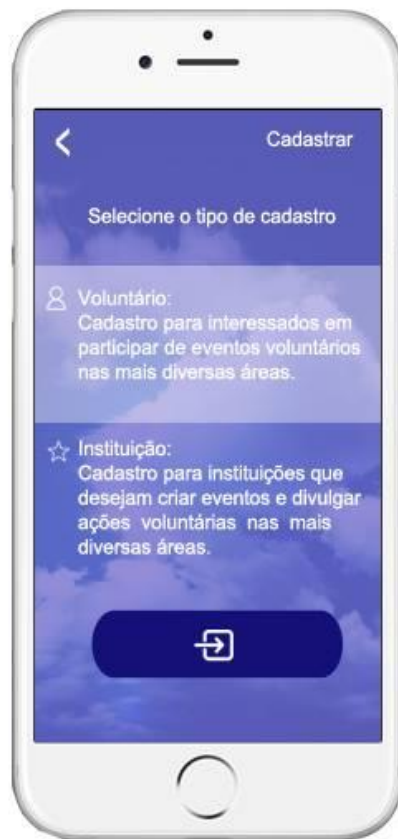 Cadastrar
Selecione o tipo de cadastro
Voluntário:
Cadastro para interessados em
participar de eventos voluntários
nas mais diversas áreas.
Instituição:
Cadastro para instituições que
desejam criar eventos e divulgar
ações voluntárias nas mais
diversas áreas.